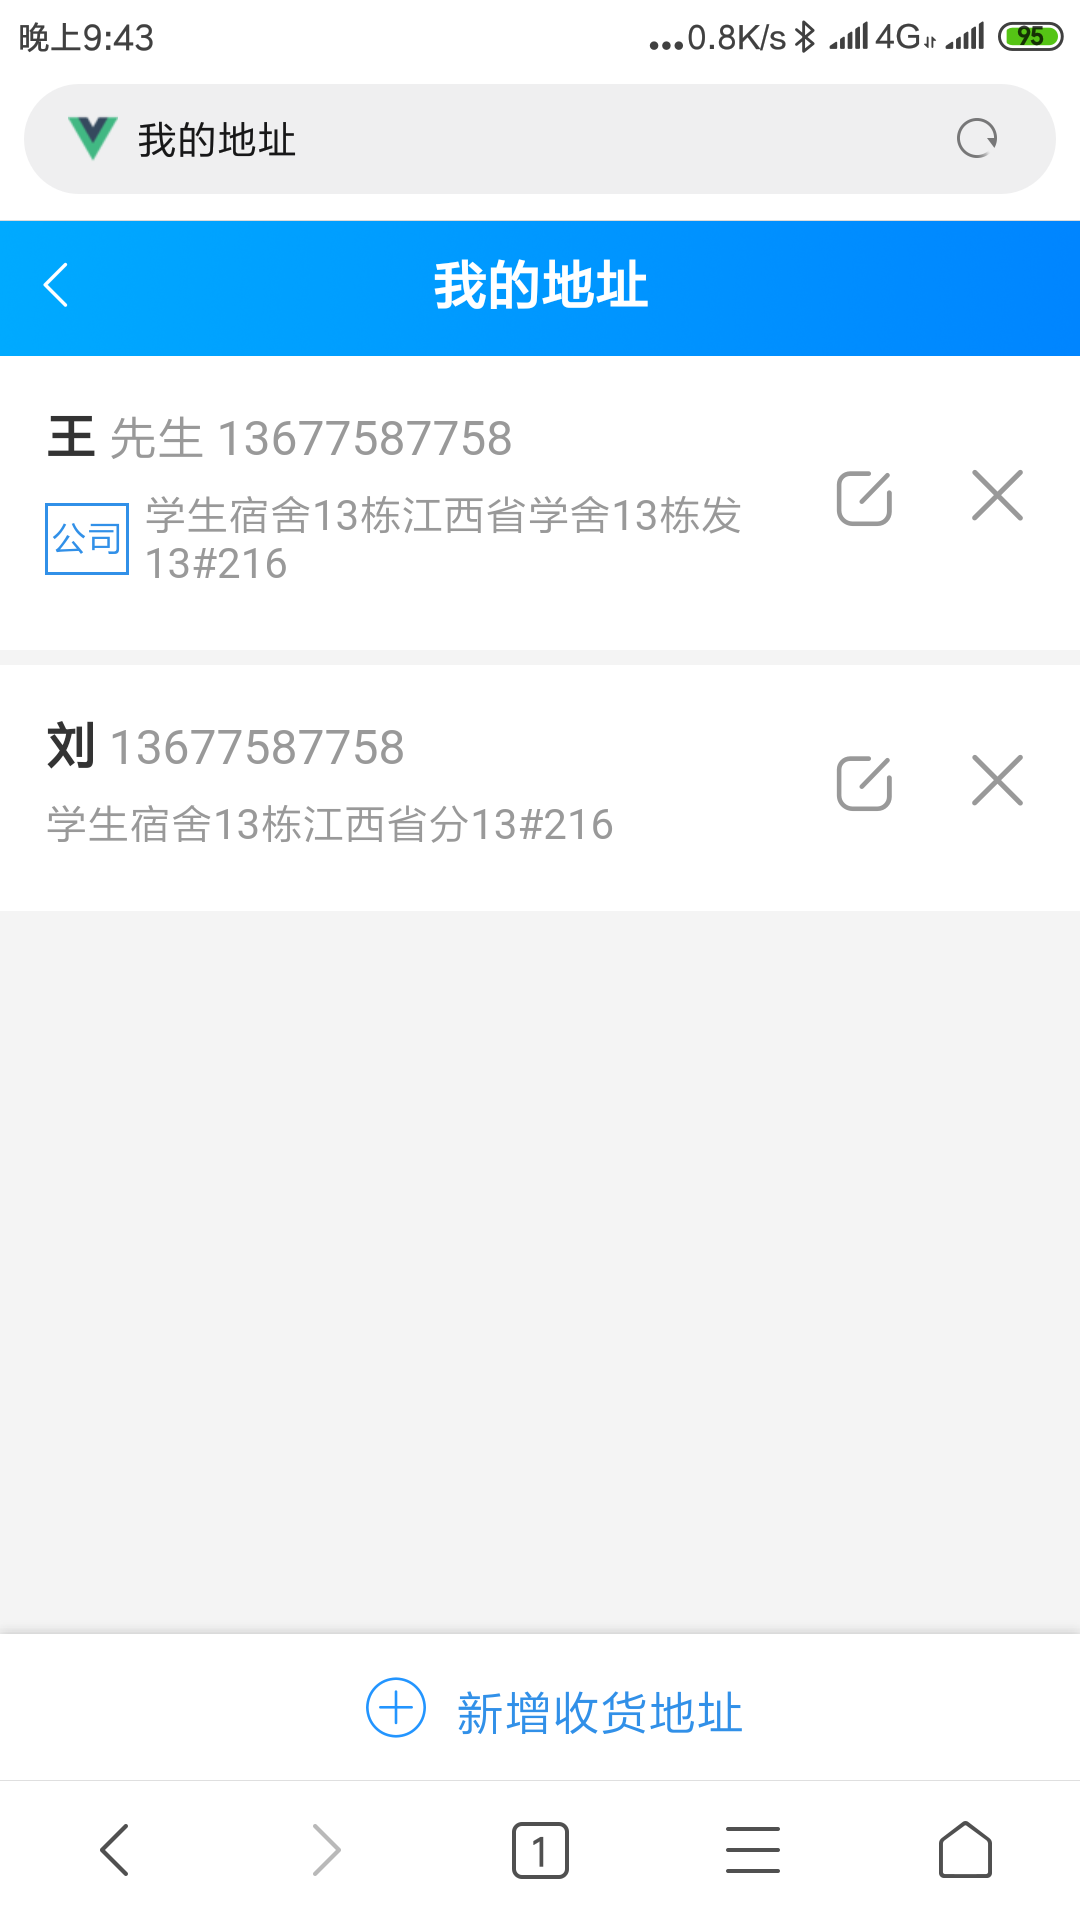 晚上9:43
...0.8K/s 4G 95
我的地址
我的地址
王 先生 13677587758
公司 学生宿舍13栋江西省学舍13栋发
13#216
刘 13677587758
学生宿舍13栋江西省分13#216
新增收货地址
1